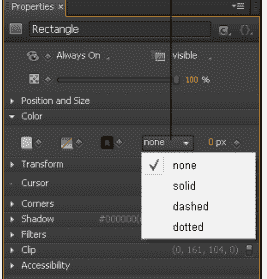 Properties ×
Rectangle
Always On
visible
100 %
Position and Size
Color
none
0 px
Transform
none
Cursor
solid
dashed
Corners
dotted
Shadow
Filters
Clip (0, 161, 104, 0)
Accessibility